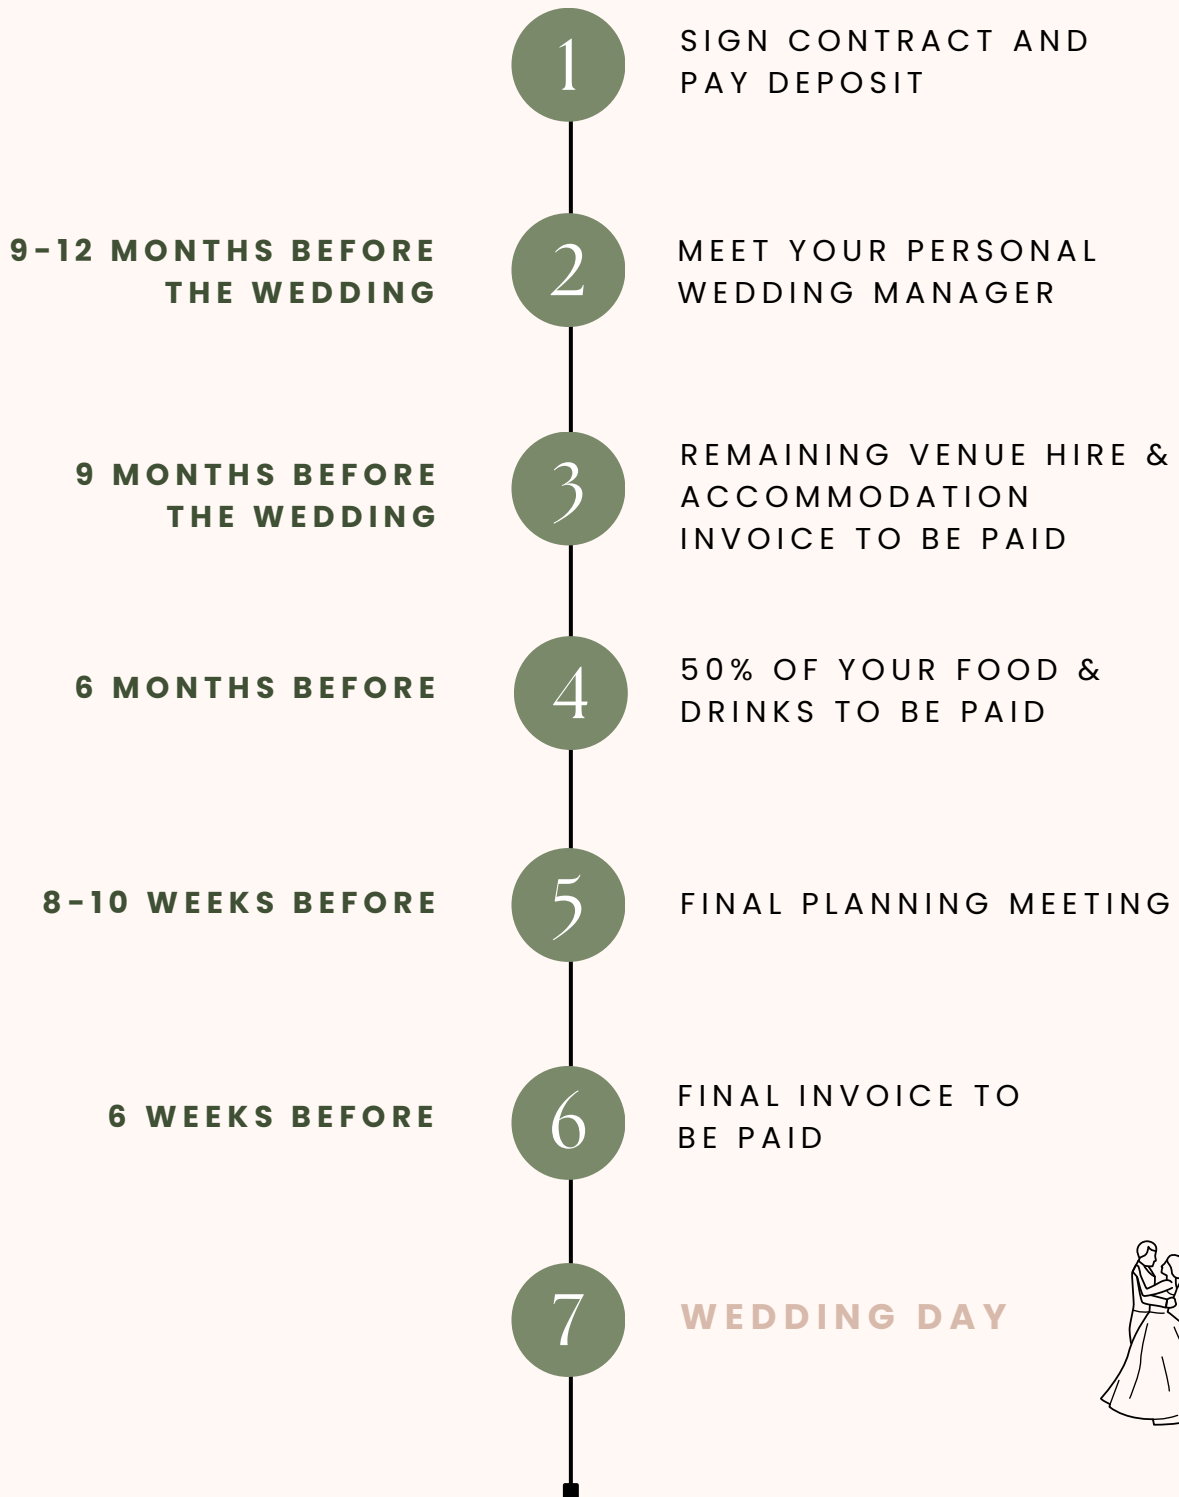 1
SIGN CONTRACT AND
PAY DEPOSIT
9-12 MONTHS BEFORE
THE WEDDING
2
MEET YOUR PERSONAL
WEDDING MANAGER
9 MONTHS BEFORE
THE WEDDING
3
REMAINING VENUE HIRE &
ACCOMMODATION
INVOICE TO BE PAID
6 MONTHS BEFORE
4
50% OF YOUR FOOD &
DRINKS TO BE PAID
8-10 WEEKS BEFORE
5
FINAL PLANNING MEETING
6 WEEKS BEFORE
6
FINAL INVOICE TO
BE PAID
7
WEDDING DAY